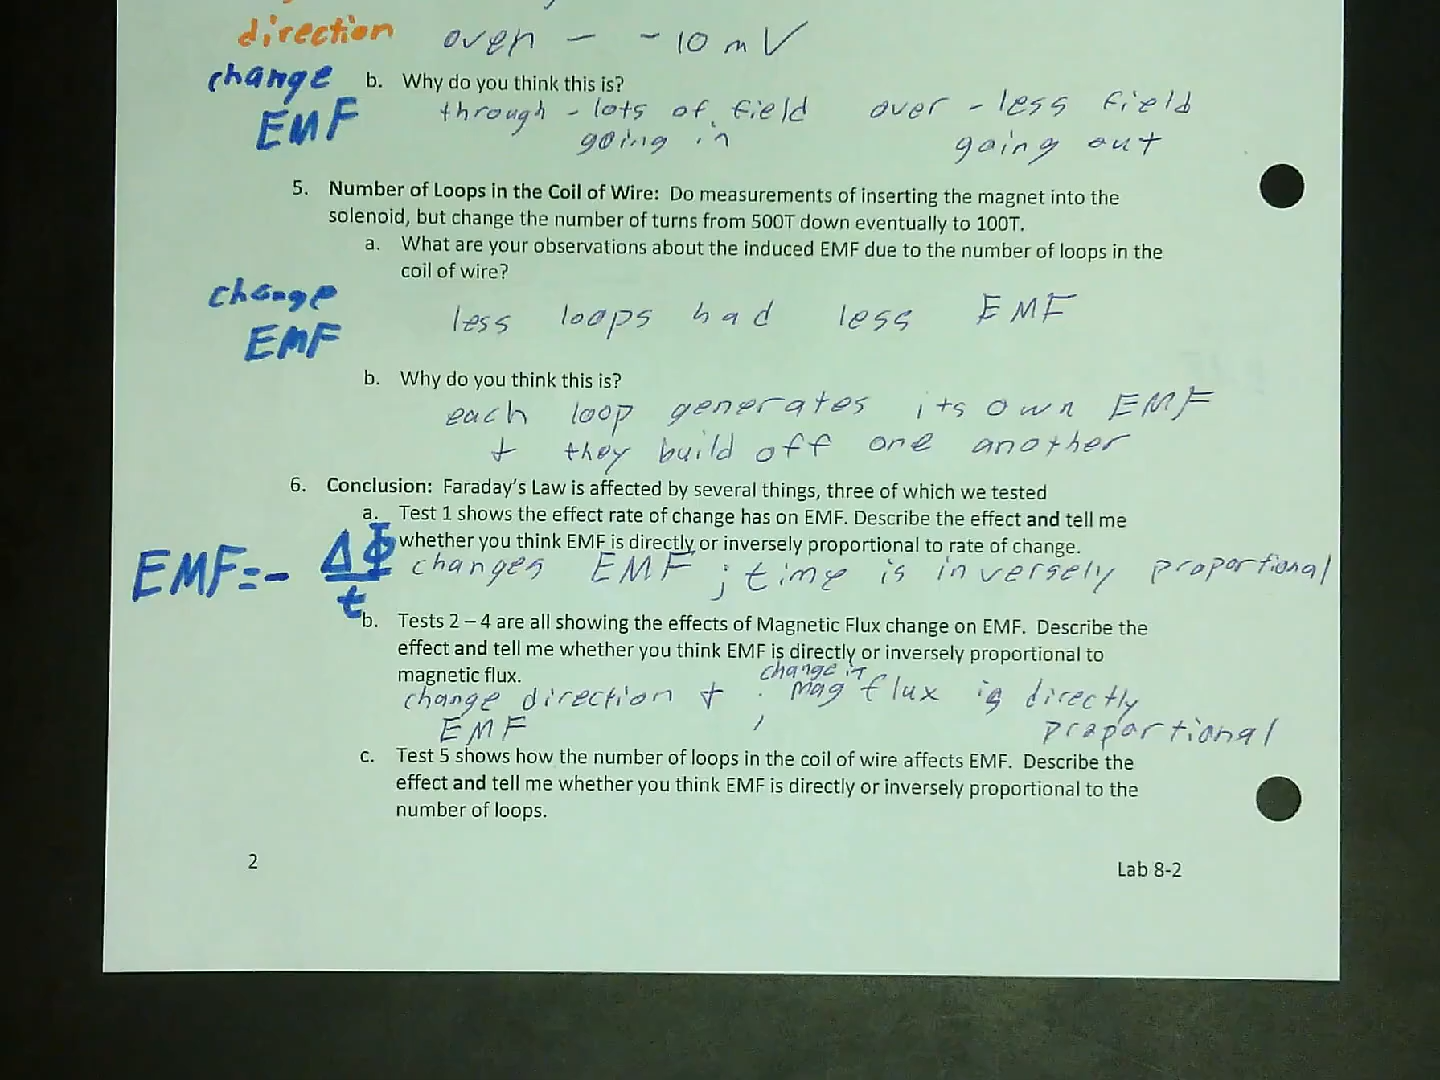 direction over - ~10 mV
change b. Why do you think this is?
EMF through - lots of field over - less field
going in going out
5. Number of Loops in the Coil of Wire: Do measurements of inserting the magnet into the
solenoid, but change the number of turns from 500T down eventually to 100T.
a. What are your observations about the induced EMF due to the number of loops in the
coil of wire?
change
EMF less loops had less EMF
b. Why do you think this is?
each loop generates its own EMF
+ they build off one another
6. Conclusion: Faraday's Law is affected by several things, three of which we tested
a. Test 1 shows the effect rate of change has on EMF. Describe the effect and tell me
whether you think EMF is directly or inversely proportional to rate of change.
EMF = - ΔΦ/t changes EMF ; time is inversely proportional
b. Tests 2 – 4 are all showing the effects of Magnetic Flux change on EMF. Describe the
effect and tell me whether you think EMF is directly or inversely proportional to
magnetic flux.
change in
change direction + ; mag flux is directly
EMF proportional
c. Test 5 shows how the number of loops in the coil of wire affects EMF. Describe the
effect and tell me whether you think EMF is directly or inversely proportional to the
number of loops.
2 Lab 8-2